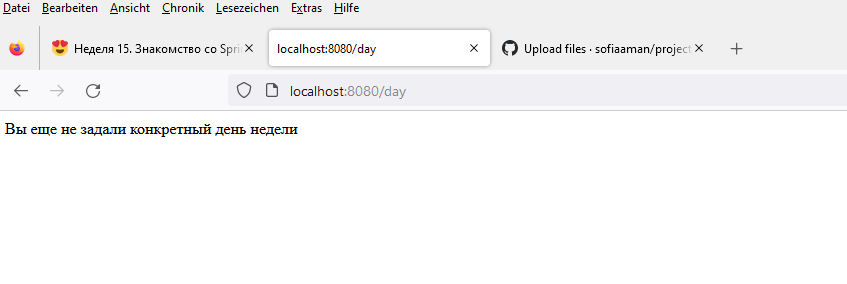 Datei Bearbeiten Ansicht Chronik Lesezeichen Extras Hilfe
Неделя 15. Знакомство со Spri localhost:8080/day Upload files · sofiaaman/project
localhost:8080/day
Вы еще не задали конкретный день недели